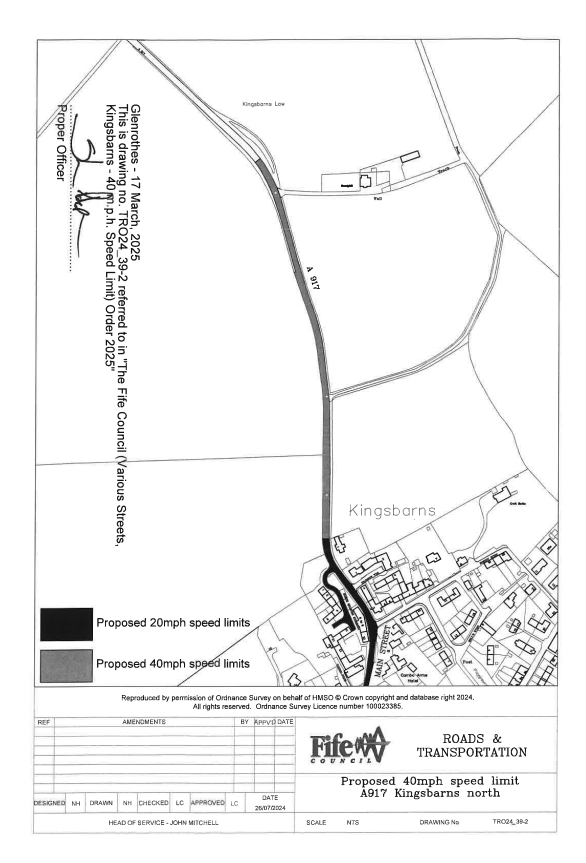 Kingsbarns Law
Glenrothes - 17 March, 2025
This is drawing no. TRO24_39-2 referred to in "The Fife Council (Various Streets,
Kingsbarns - 40 m.p.h. Speed Limit) Order 2025"
Proper Officer
Track
Well
A 917
Kingsbarns
MAIN STREET
Cambo Arms
Hotel
Post
Proposed 20mph speed limits
Proposed 40mph speed limits
Reproduced by permission of Ordnance Survey on behalf of HMSO © Crown copyright and database right 2024.
All rights reserved. Ordnance Survey Licence number 100023385.
REF AMENDMENTS BY APPV'D DATE
Fife
COUNCIL
ROADS &
TRANSPORTATION
Proposed 40mph speed limit
A917 Kingsbarns north
DESIGNED NH DRAWN NH CHECKED LC APPROVED LC DATE
26/07/2024
HEAD OF SERVICE - JOHN MITCHELL
SCALE NTS DRAWING No TRO24_39-2